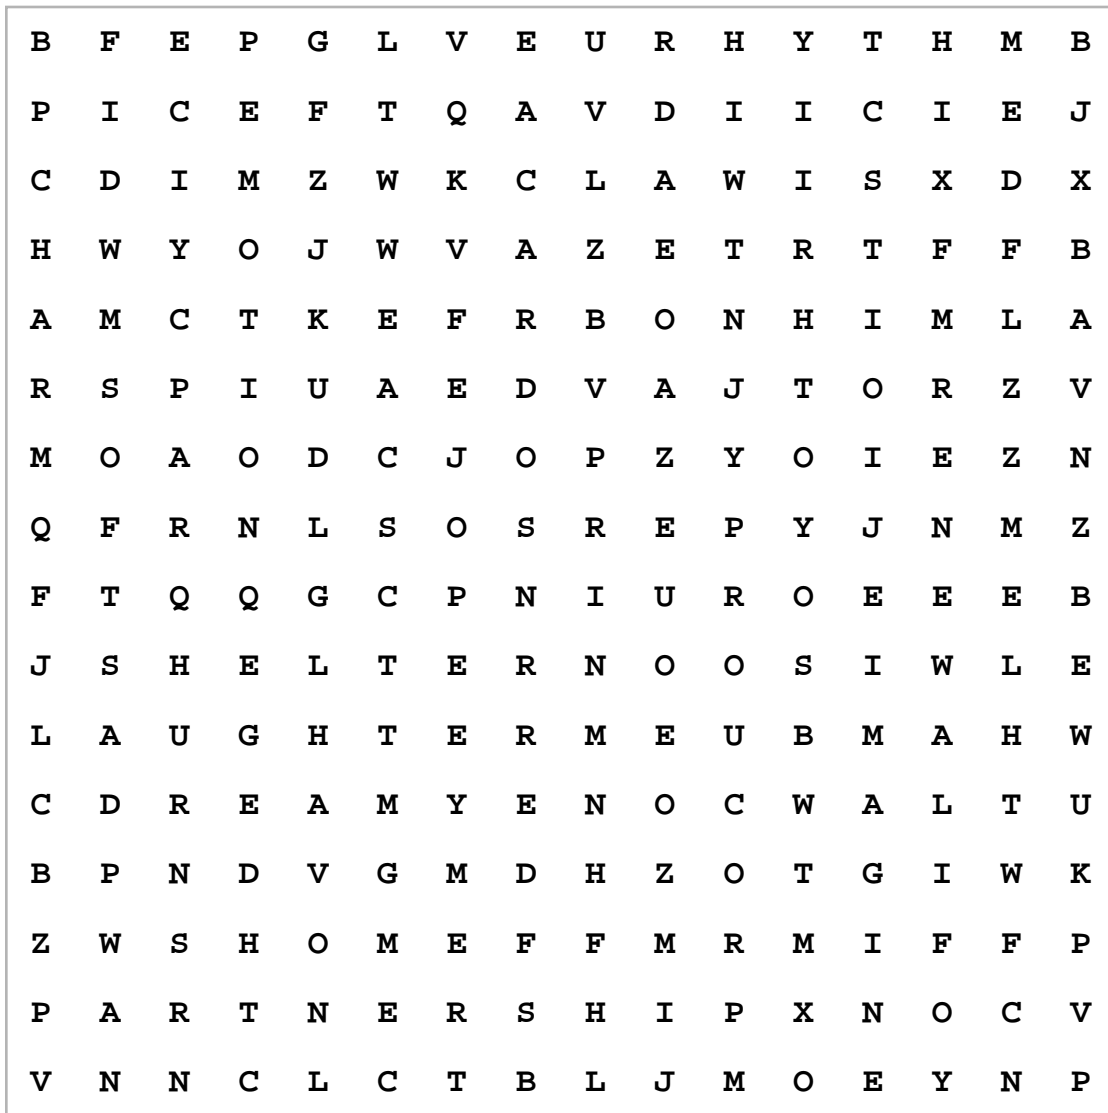 B F E P G L V E U R H Y T H M B
P I C E F T Q A V D I I C I E J
C D I M Z W K C L A W I S X D X
H W Y O J W V A Z E T R T F F B
A M C T K E F R B O N H I M L A
R S P I U A E D V A J T O R Z V
M O A O D C J O P Z Y O I E Z N
Q F R N L S O S R E P Y J N M Z
F T Q Q G C P N I U R O E E E B
J S H E L T E R N O O S I W L E
L A U G H T E R M E U B M A H W
C D R E A M Y E N O C W A L T U
B P N D V G M D H Z O T G I W K
Z W S H O M E F F M R M I F F P
P A R T N E R S H I P X N O C V
V N N C L C T B L J M O E Y N P